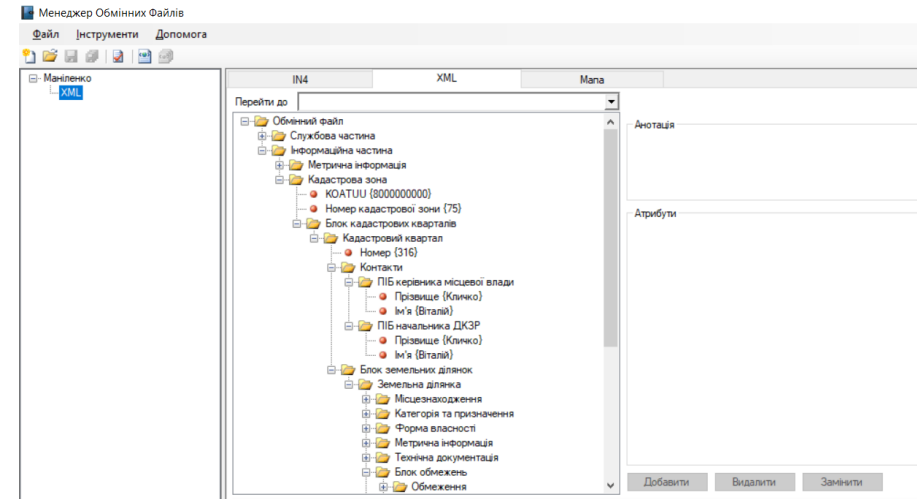 Менеджер Обмінних Файлів
Файл Інструменти Допомога
Маніленко
XML
IN4 XML Мапа
Перейти до
Обмінний файл
Службова частина
Інформаційна частина
Метрична інформація
Кадастрова зона
KOATUU {8000000000}
Номер кадастрової зони {75}
Блок кадастрових кварталів
Кадастровий квартал
Номер {316}
Контакти
ПІБ керівника місцевої влади
Прізвище {Кличко}
Ім'я {Віталій}
ПІБ начальника ДКЗР
Прізвище {Кличко}
Ім'я {Віталій}
Блок земельних ділянок
Земельна ділянка
Місцезнаходження
Категорія та призначення
Форма власності
Метрична інформація
Технічна документація
Блок обмежень
Обмеження
Анотація
Атрибути
Добавити Видалити Замінити